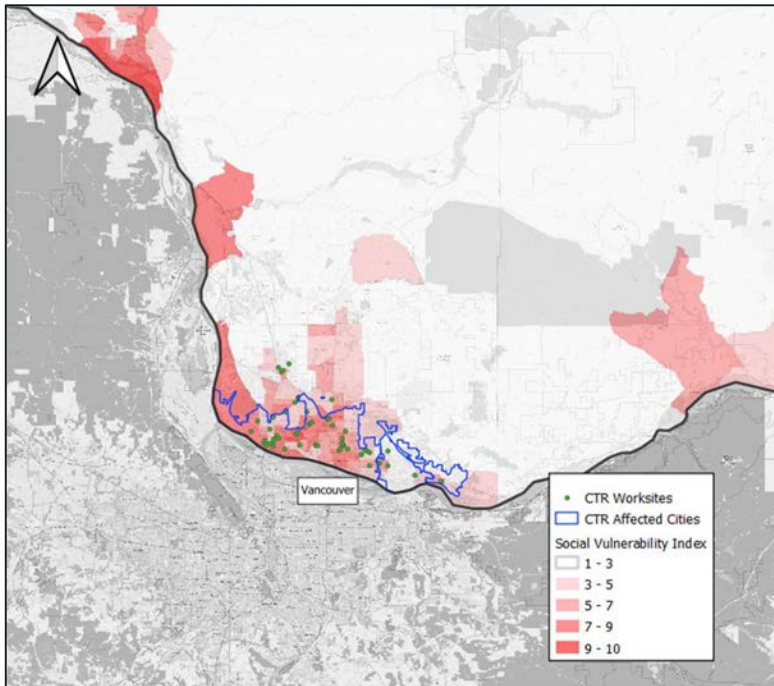 Vancouver
CTR Worksites
CTR Affected Cities
Social Vulnerability Index
1 - 3
3 - 5
5 - 7
7 - 9
9 - 10